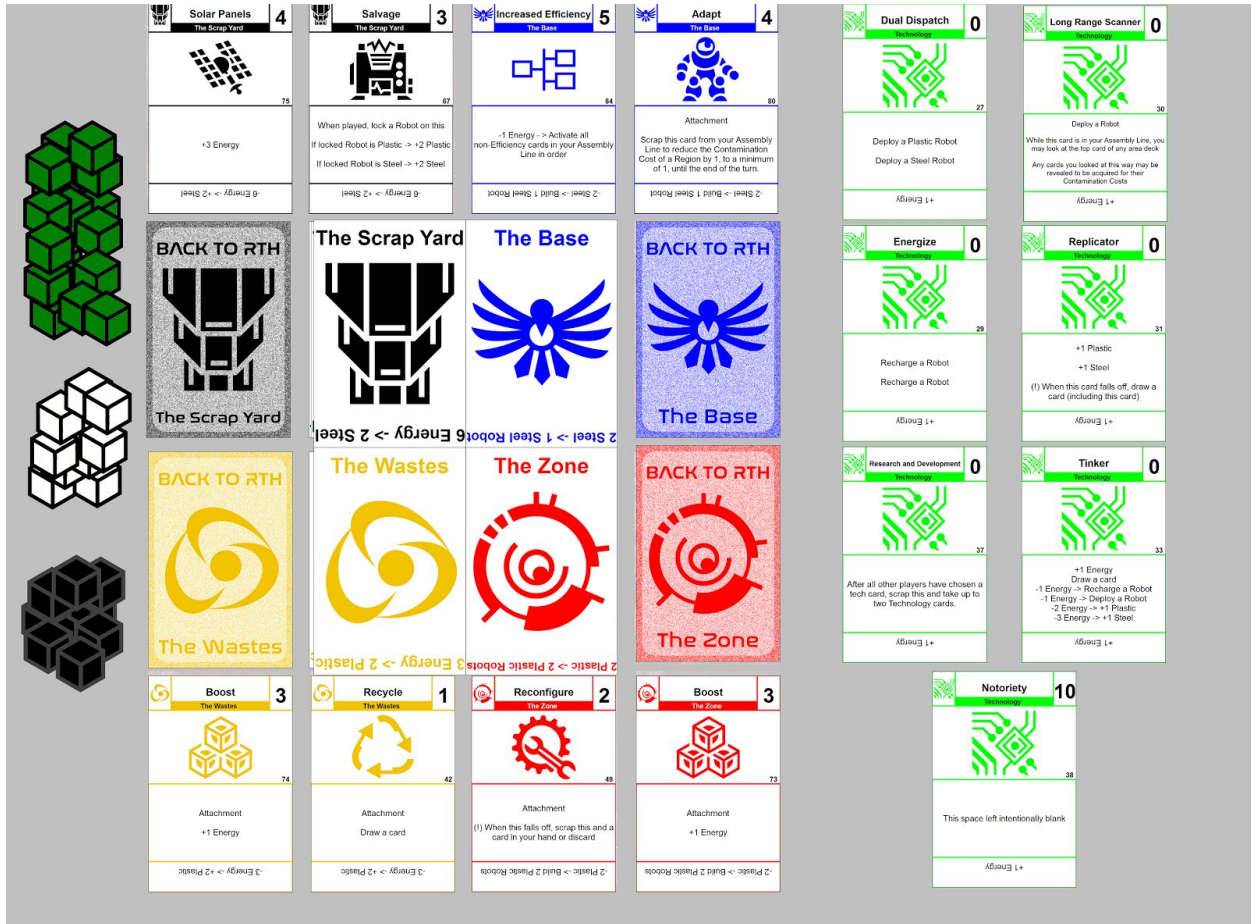 Solar Panels 4
The Scrap Yard
75
+3 Energy
-6 Energy -> +2 Steel
Salvage 3
The Scrap Yard
67
When played, lock a Robot on this
If locked Robot is Plastic -> +2 Plastic
If locked Robot is Steel -> +2 Steel
-6 Energy -> +2 Steel
Increased Efficiency 5
The Base
84
-1 Energy - > Activate all
non-Efficiency cards in your Assembly
Line in order
-2 Steel -> Build 1 Steel Robot
Adapt 4
The Base
80
Attachment
Scrap this card from your Assembly
Line to reduce the Contamination
Cost of a Region by 1, to a minimum
of 1, until the end of the turn.
-2 Steel -> Build 1 Steel Robot
Dual Dispatch 0
Technology
27
Deploy a Plastic Robot
Deploy a Steel Robot
+1 Energy
Long Range Scanner 0
Technology
30
Deploy a Robot
While this card is in your Assembly Line, you
may look at the top card of any area deck
Any cards you looked at this way may be
revealed to be acquired for their
Contamination Costs
+1 Energy
BACK TO RTH
The Scrap Yard
The Scrap Yard
6 Energy -> 2 Steel
The Base
2 Steel -> 1 Steel Robot
BACK TO RTH
The Base
Energize 0
Technology
29
Recharge a Robot
Recharge a Robot
+1 Energy
Replicator 0
Technology
31
+1 Plastic
+1 Steel
(!) When this card falls off, draw a
card (including this card)
+1 Energy
BACK TO RTH
The Wastes
The Wastes
3 Energy -> 2 Plastic
The Zone
2 Plastic -> 2 Plastic Robots
BACK TO RTH
The Zone
Research and Development 0
Technology
37
After all other players have chosen a
tech card, scrap this and take up to
two Technology cards.
+1 Energy
Tinker 0
Technology
33
+1 Energy
Draw a card
-1 Energy -> Recharge a Robot
-1 Energy -> Deploy a Robot
-2 Energy -> +1 Plastic
-3 Energy -> +1 Steel
+1 Energy
Boost 3
The Wastes
74
Attachment
+1 Energy
-3 Energy -> +2 Plastic
Recycle 1
The Wastes
42
Attachment
Draw a card
-3 Energy -> +2 Plastic
Reconfigure 2
The Zone
49
Attachment
(!) When this falls off, scrap this and a
card in your hand or discard
-2 Plastic -> Build 2 Plastic Robots
Boost 3
The Zone
73
Attachment
+1 Energy
-2 Plastic -> Build 2 Plastic Robots
Notoriety 10
Technology
38
This space left intentionally blank
+1 Energy